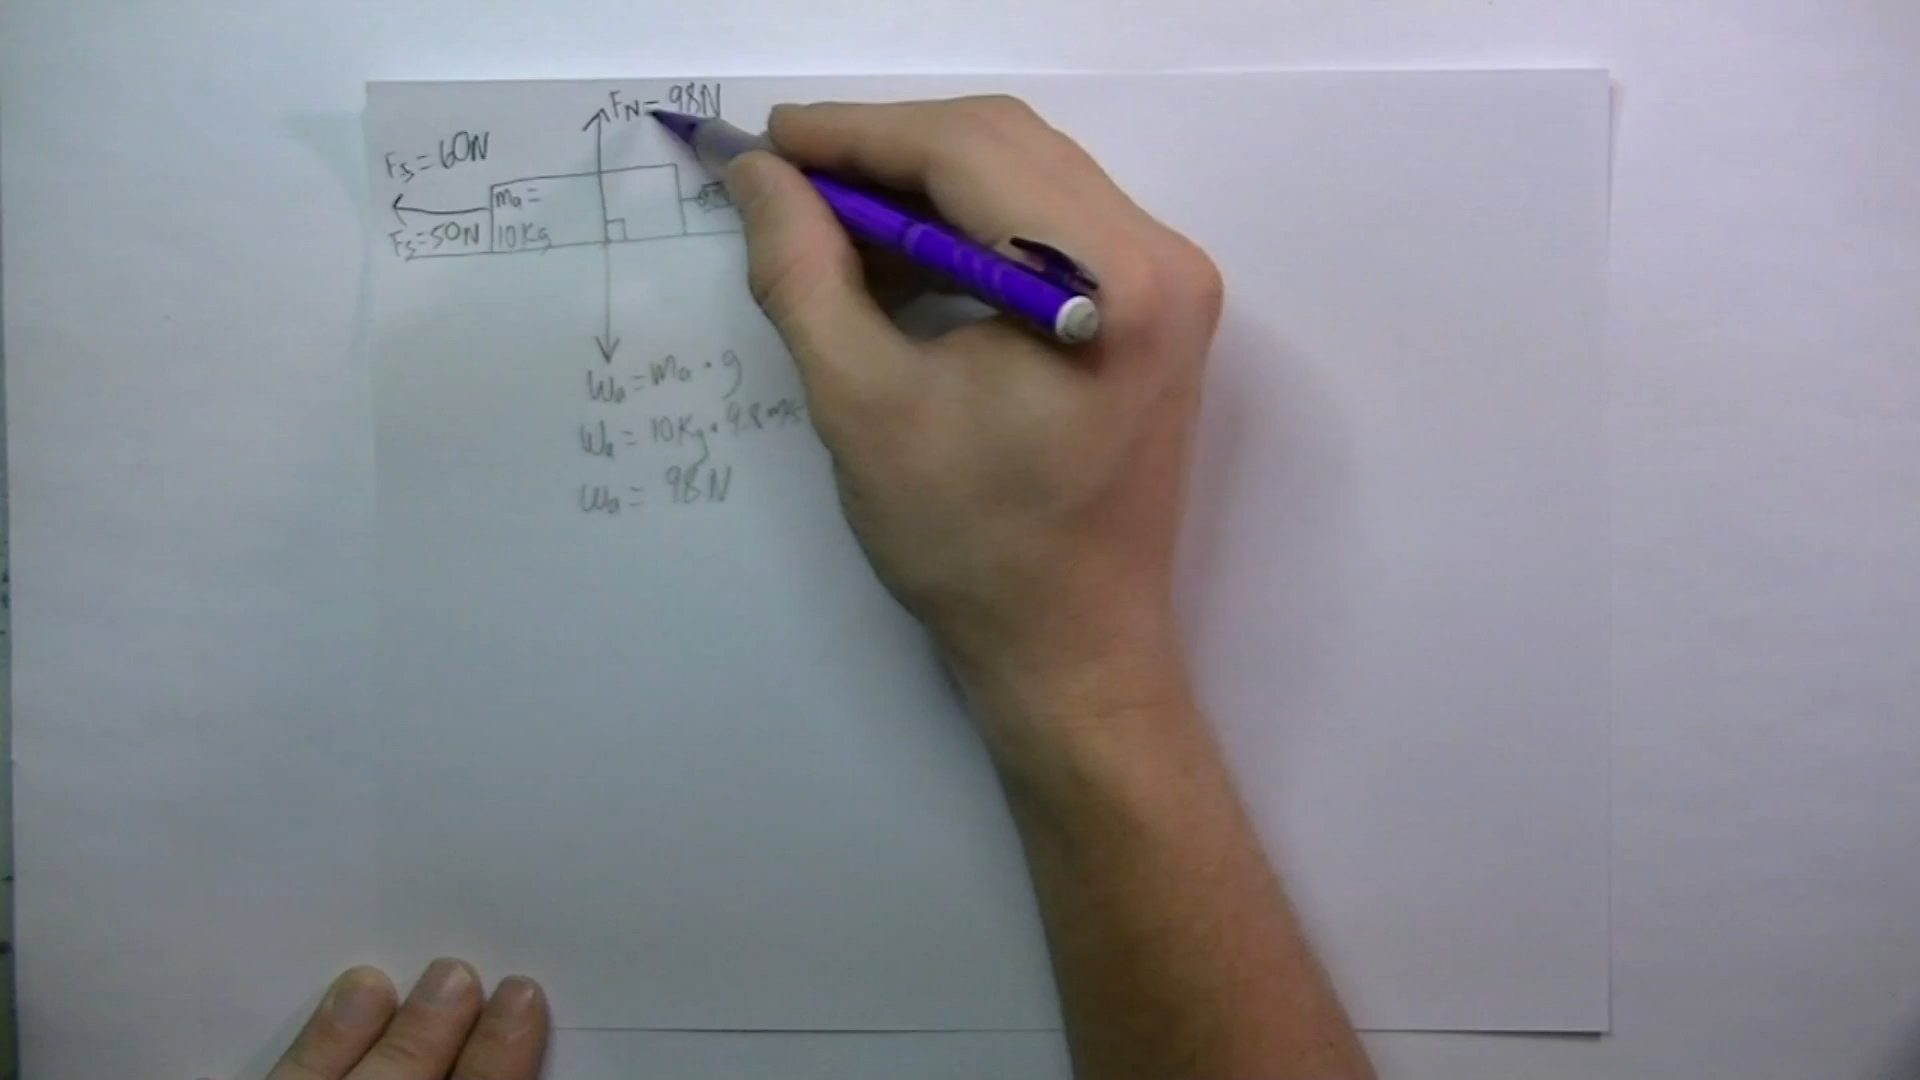 FN = 98N
Fs = 60N
ma =
10Kg
Fs = 50N
Wa = ma • g
Wa = 10Kg • 9.8
Wa = 98N